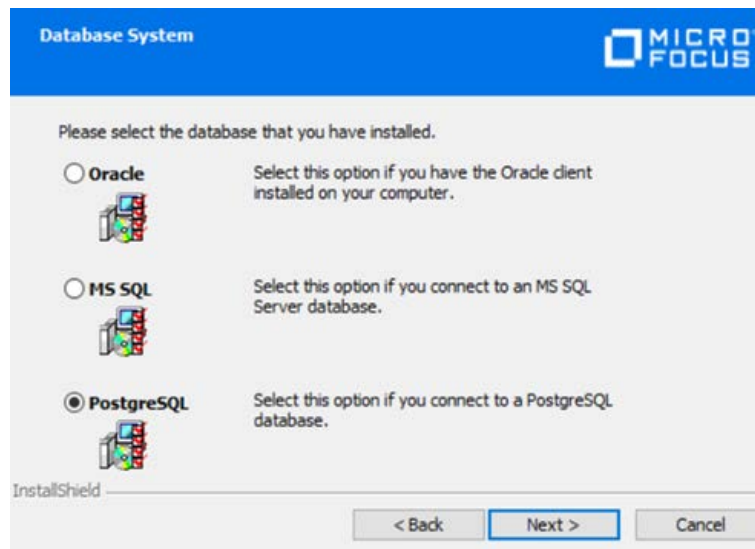 Database System
MICRO
FOCUS
Please select the database that you have installed.
Oracle
Select this option if you have the Oracle client
installed on your computer.
MS SQL
Select this option if you connect to an MS SQL
Server database.
PostgreSQL
Select this option if you connect to a PostgreSQL
database.
InstallShield
< Back
Next >
Cancel